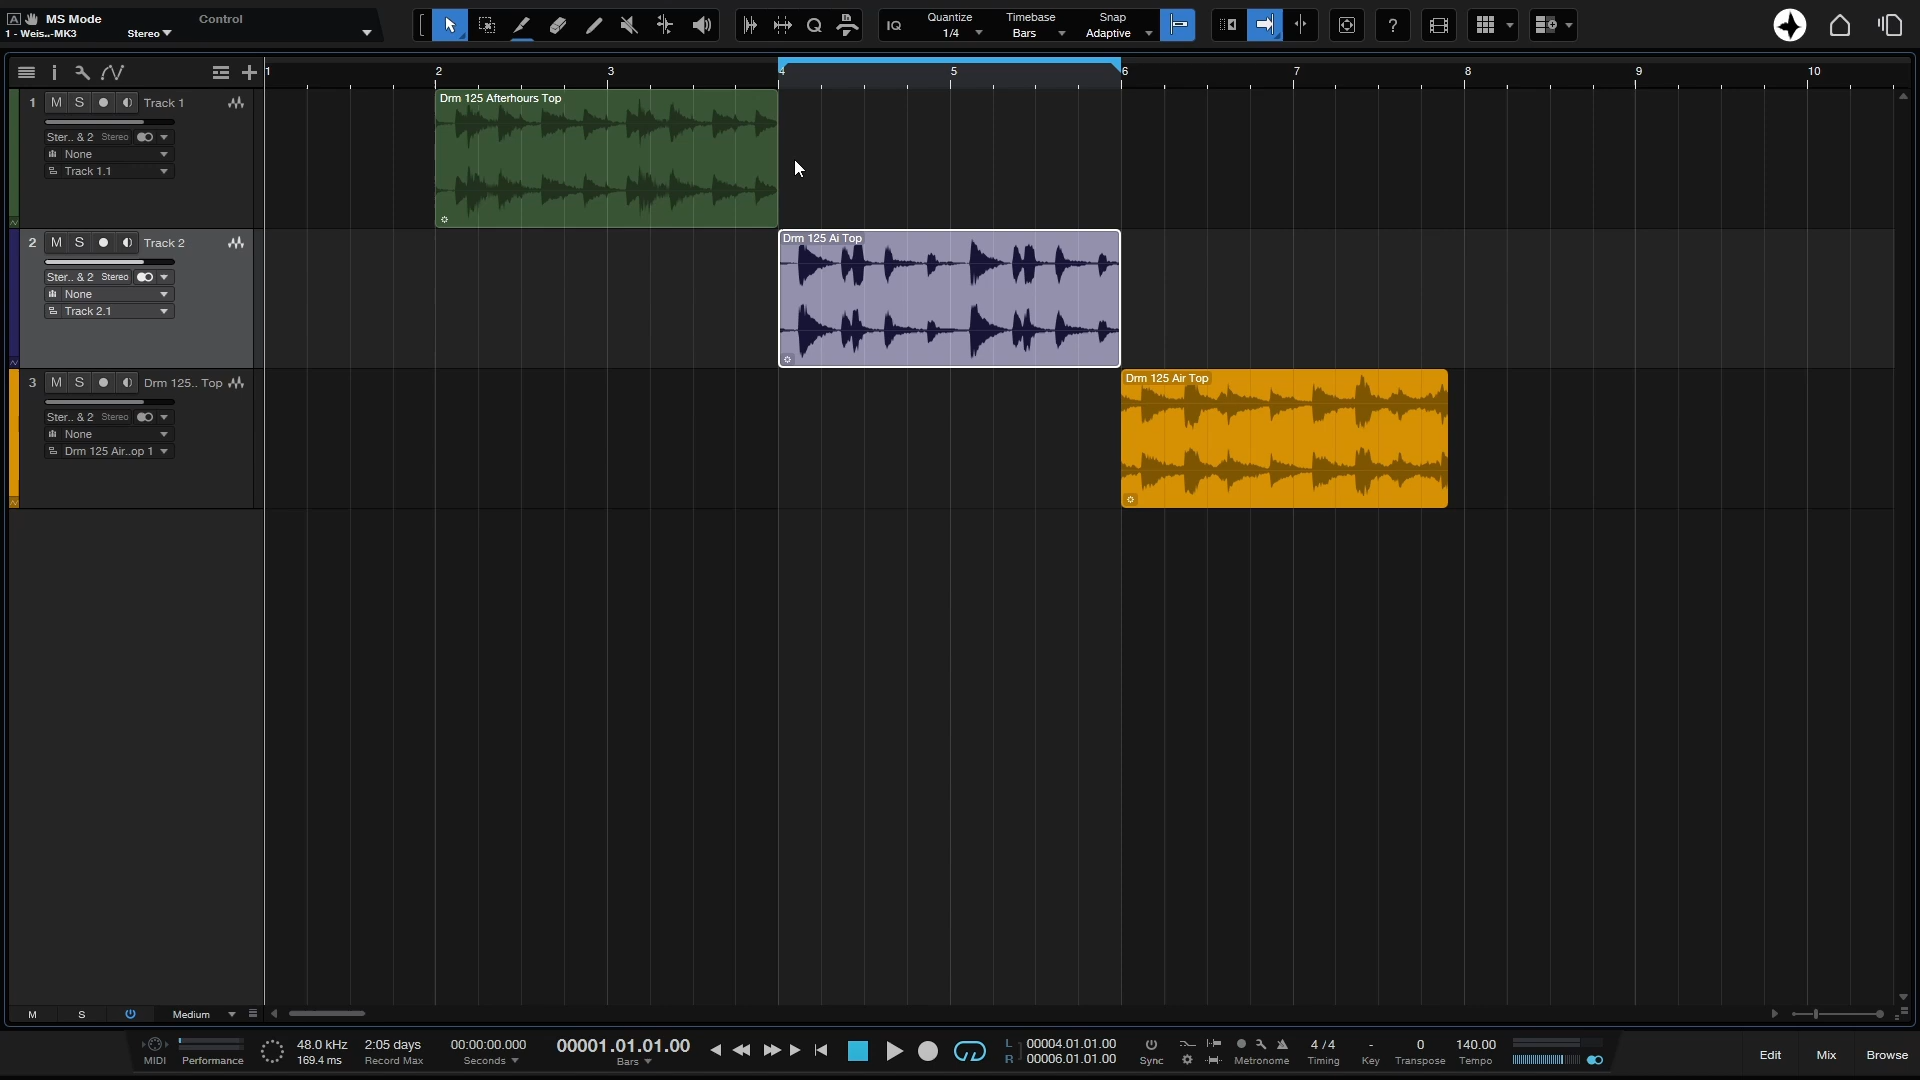 A MS Mode Control
1 - Weis..-MK3 Stereo
IQ Quantize Timebase Snap
1/4 Bars Adaptive
?
1 2 3 4 5 6 7 8 9 10
1 M S Track 1
Ster.. & 2 Stereo
None
Track 1.1
Drm 125 Afterhours Top
2 M S Track 2
Ster.. & 2 Stereo
None
Track 2.1
Drm 125 Ai Top
3 M S Drm 125.. Top
Ster.. & 2 Stereo
None
Drm 125 Air..op 1
Drm 125 Air Top
M S Medium
MIDI Performance
48.0 kHz
169.4 ms
2:05 days
Record Max
00:00:00.000
Seconds
00001.01.01.00
Bars
L 00004.01.01.00
R 00006.01.01.00
Sync
Metronome
4 / 4
Timing
-
Key
0
Transpose
140.00
Tempo
Edit Mix Browse